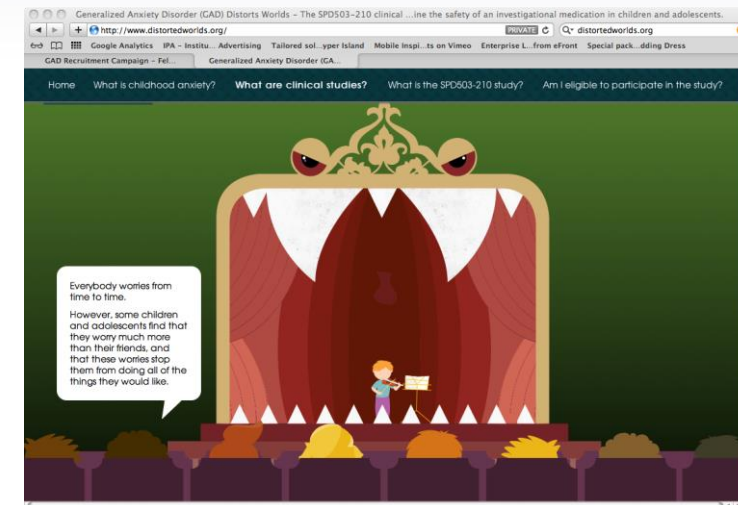 Generalized Anxiety Disorder (GAD) Distorts Worlds – The SPD503–210 clinical ...ine the safety of an investigational medication in children and adolescents.
http://www.distortedworlds.org/ PRIVATE distortedworlds.org
Google Analytics IPA – Institu... Advertising Tailored sol...yper Island Mobile Inspi...ts on Vimeo Enterprise L...from eFront Special pack...dding Dress
GAD Recruitment Campaign – Fel... Generalized Anxiety Disorder (GA...
Home What is childhood anxiety? What are clinical studies? What is the SPD503-210 study? Am I eligible to participate in the study?
Everybody worries from
time to time.
However, some children
and adolescents find that
they worry much more
than their friends, and
that these worries stop
them from doing all of the
things they would like.